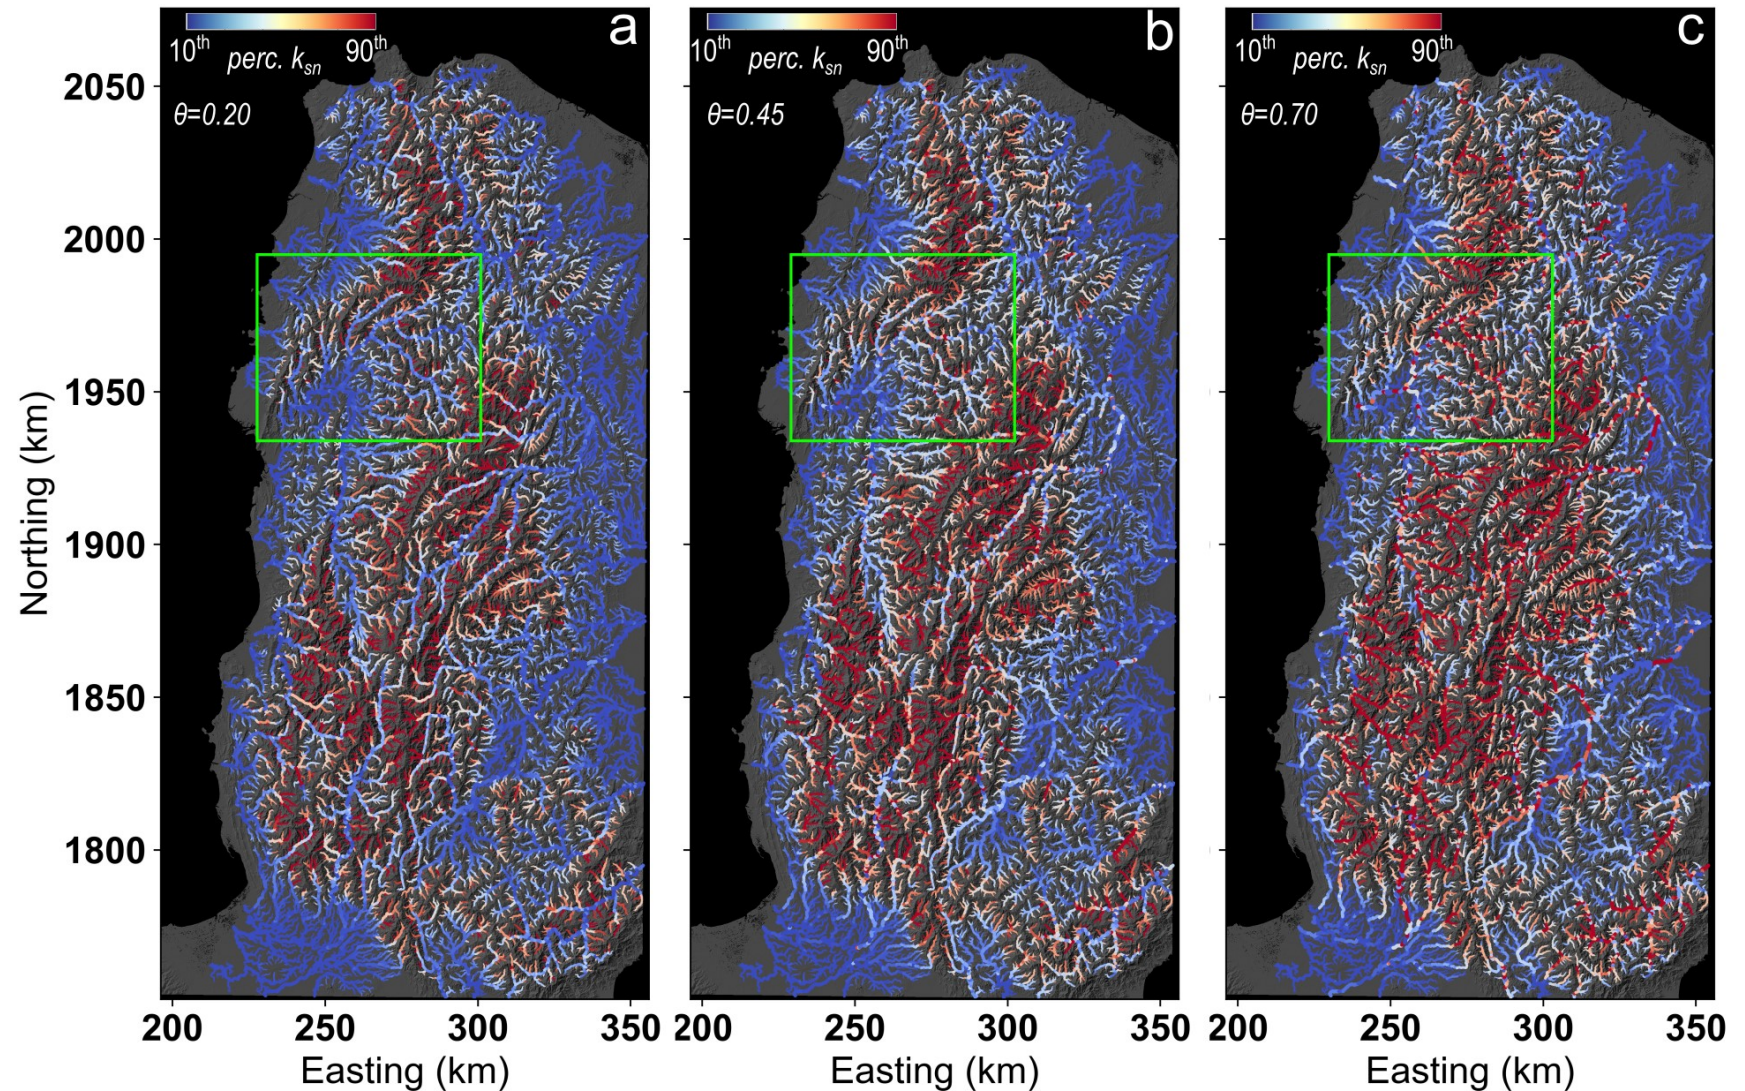 a
10th perc. ksn 90th
θ=0.20
b
10th perc. ksn 90th
θ=0.45
c
10th perc. ksn 90th
θ=0.70
Northing (km)
2050
2000
1950
1900
1850
1800
200 250 300 350
Easting (km)
200 250 300 350
Easting (km)
200 250 300 350
Easting (km)